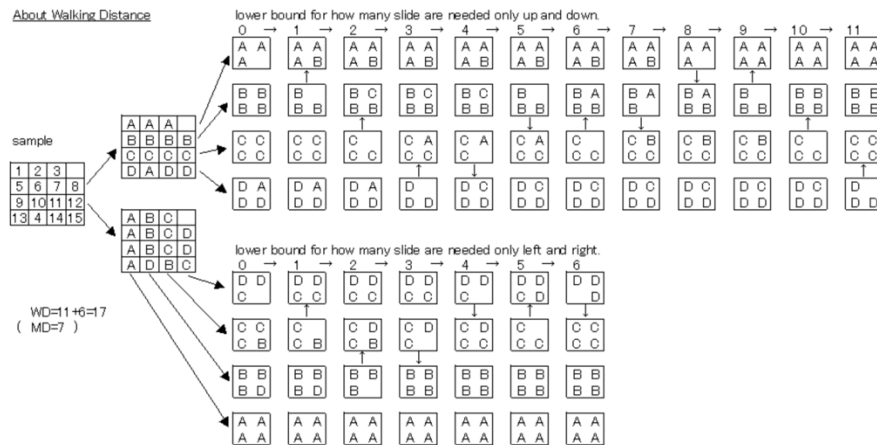 About Walking Distance
lower bound for how many slide are needed only up and down.
0 → 1 → 2 → 3 → 4 → 5 → 6 → 7 → 8 → 9 → 10 → 11
A A A A A A A A A A A A A A A A A A A A A A A A
A A B A B A B A B A B A B A B A A A A A A A
↑ ↓ ↑
B B B B C B C B C B B A B A B A B B B B B
B B B B B B B B B B B B B B B B B B B B B B B
↑ ↓ ↑ ↓ ↑
C C C C C C A C A C A C C B C B C B C C C
C C C C C C C C C C C C C C C C C C C C C C C
↑ ↓ ↑
D A D A D A D D C D C D C D C D C D C D C D
D D D D D D D D D D D D D D D D D D D D D D D D
sample
1 2 3
5 6 7 8
9 10 11 12
13 4 14 15
A A A
B B B B
C C C C
D A D D
A B C
A B C D
A B C D
A D B C
WD=11+6=17
( MD=7 )
lower bound for how many slide are needed only left and right.
0 → 1 → 2 → 3 → 4 → 5 → 6
D D D D D D D D D D D D D D
C C C C C C C C C D D
↑ ↓ ↑ ↓
C C C C D C D C D C C C
C B C B C B C C C C C C C
↑ ↓
B B B B B B B B B B B B B B
B D B D B B B B B B B B B
A A A A A A A A A A A A A A
A A A A A A A A A A A A A A